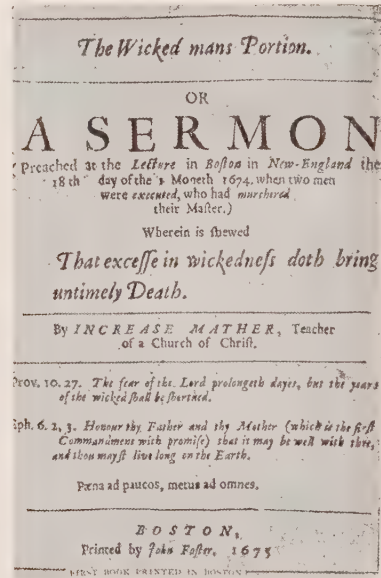 The Wicked mans Portion.
OR
A SERMON
(Preached at the Lecture in Boſton in New-England the
18th day of the 1 Moneth 1674. when two men
were executed, who had murthered
their Maſter.)
Wherein is ſhewed
That exceſſe in wickedneſs doth bring
untimely Death.
By INCREASE MATHER, Teacher
of a Church of Chriſt.
Prov. 10. 27. The fear of the Lord prolongeth dayes, but the years
of the wicked ſhall be ſhortned.
Eph. 6. 2, 3. Honour thy Father and thy Mother (which is the firſt
Commandment with promiſe) that it may be well with thee,
and thou mayſt live long on the Earth.
Pœna ad paucos, metus ad omnes.
BOSTON,
Printed by John Foſter. 1675
FIRST BOOK PRINTED IN BOSTON